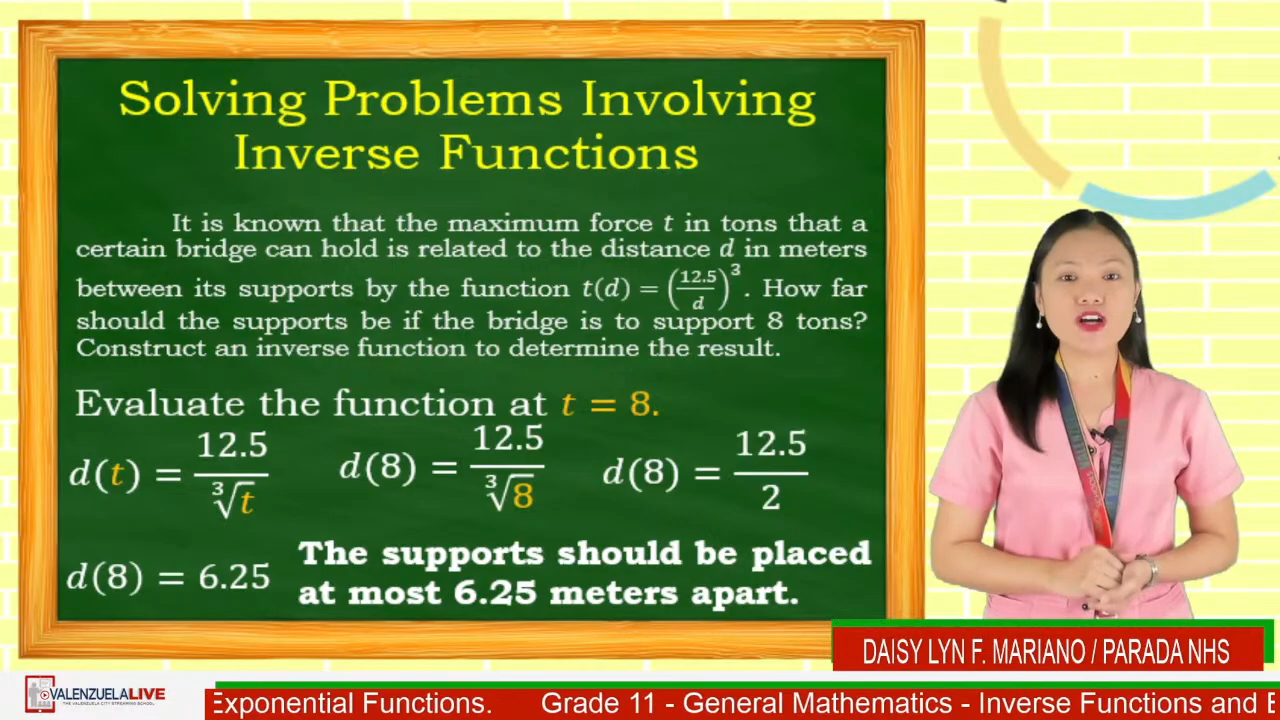 Solving Problems Involving
Inverse Functions
It is known that the maximum force t in tons that a
certain bridge can hold is related to the distance d in meters
between its supports by the function t(d) = (12.5/d)³. How far
should the supports be if the bridge is to support 8 tons?
Construct an inverse function to determine the result.
Evaluate the function at t = 8.
d(t) = 12.5/∛t d(8) = 12.5/∛8 d(8) = 12.5/2
d(8) = 6.25
The supports should be placed
at most 6.25 meters apart.
DAISY LYN F. MARIANO / PARADA NHS
VALENZUELALIVE
THE VALENZUELA CITY STREAMING SCHOOL
Exponential Functions. Grade 11 - General Mathematics - Inverse Functions and E